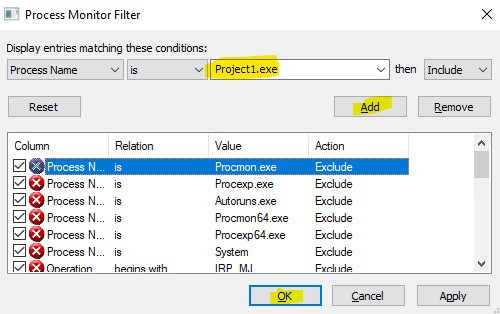 Process Monitor Filter
Display entries matching these conditions:
Process Name is Project1.exe then Include
Reset Add Remove
Column Relation Value Action
Process N... is Procmon.exe Exclude
Process N... is Procexp.exe Exclude
Process N... is Autoruns.exe Exclude
Process N... is Procmon64.exe Exclude
Process N... is Procexp64.exe Exclude
Process N... is System Exclude
Operation begins with IRP_MJ_ Exclude
OK Cancel Apply